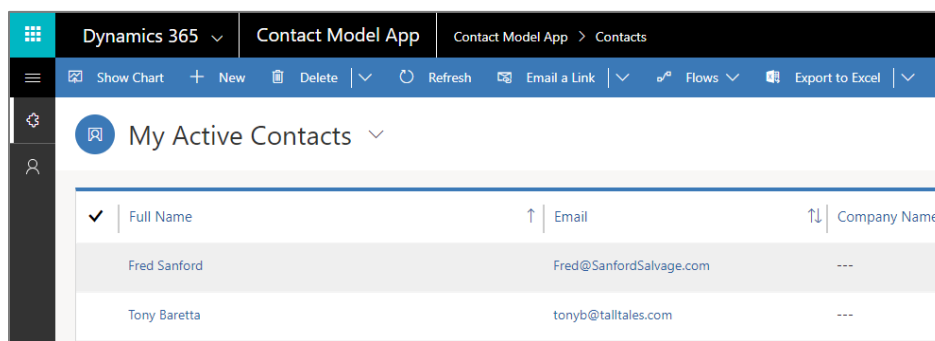 Dynamics 365 Contact Model App Contact Model App > Contacts
Show Chart + New Delete Refresh Email a Link Flows Export to Excel
My Active Contacts
Full Name Email Company Name
Fred Sanford Fred@SanfordSalvage.com ---
Tony Baretta tonyb@talltales.com ---